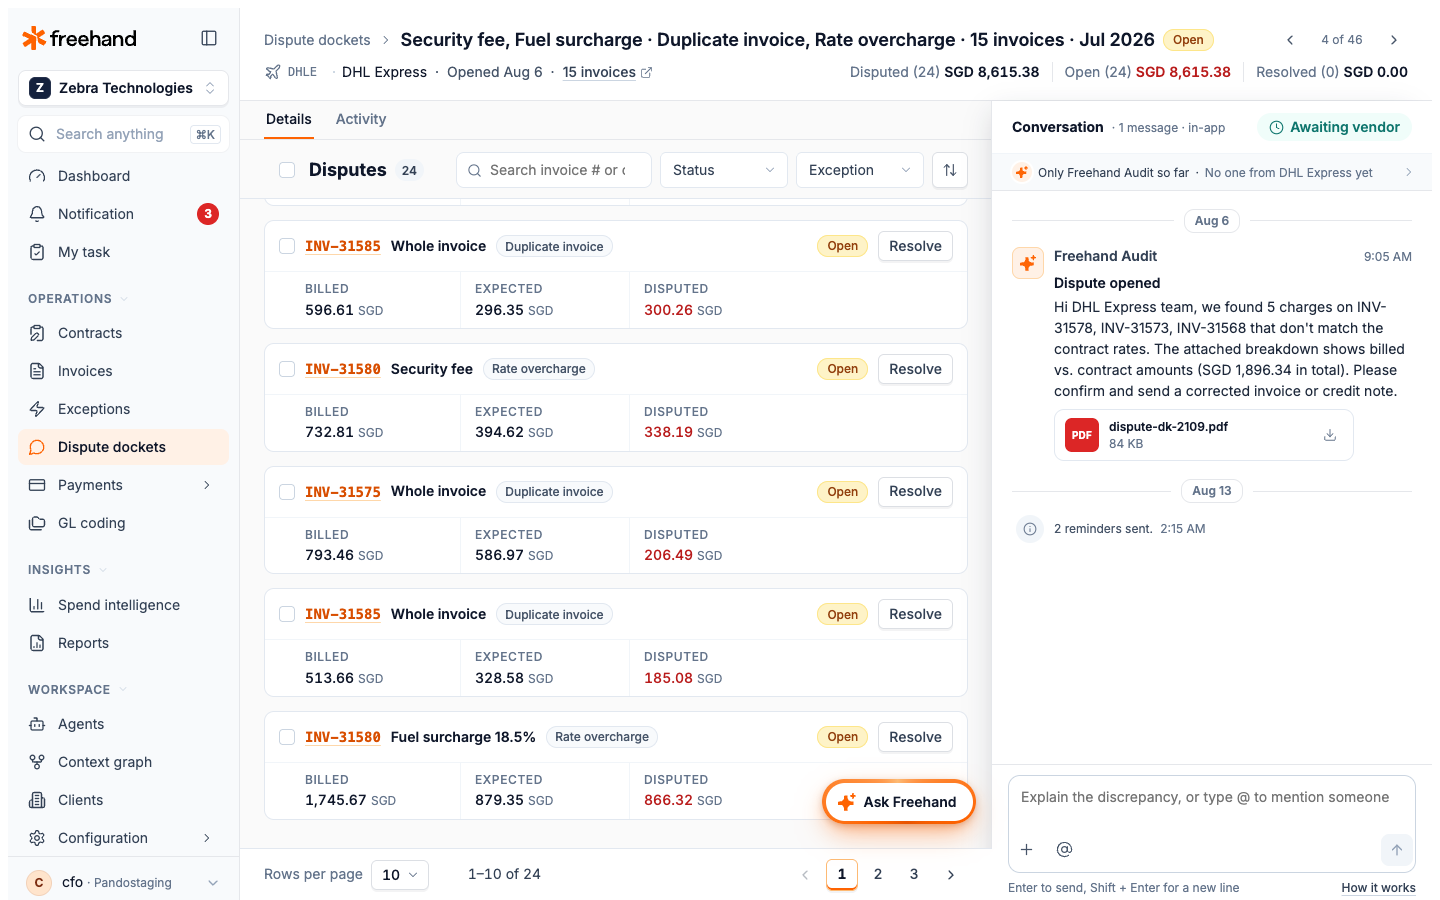 freehand
Z Zebra Technologies
Search anything ⌘K
Dashboard
Notification 3
My task
OPERATIONS
Contracts
Invoices
Exceptions
Dispute dockets
Payments
GL coding
INSIGHTS
Spend intelligence
Reports
WORKSPACE
Agents
Context graph
Clients
Configuration
C cfo · Pandostaging
Dispute dockets > Security fee, Fuel surcharge · Duplicate invoice, Rate overcharge · 15 invoices · Jul 2026 Open
4 of 46
DHLE · DHL Express · Opened Aug 6 · 15 invoices
Disputed (24) SGD 8,615.38 Open (24) SGD 8,615.38 Resolved (0) SGD 0.00
Details Activity
Disputes 24 Search invoice # or c Status Exception
INV-31585 Whole invoice Duplicate invoice Open Resolve
BILLED EXPECTED DISPUTED
596.61 SGD 296.35 SGD 300.26 SGD
INV-31580 Security fee Rate overcharge Open Resolve
BILLED EXPECTED DISPUTED
732.81 SGD 394.62 SGD 338.19 SGD
INV-31575 Whole invoice Duplicate invoice Open Resolve
BILLED EXPECTED DISPUTED
793.46 SGD 586.97 SGD 206.49 SGD
INV-31585 Whole invoice Duplicate invoice Open Resolve
BILLED EXPECTED DISPUTED
513.66 SGD 328.58 SGD 185.08 SGD
INV-31580 Fuel surcharge 18.5% Rate overcharge Open Resolve
BILLED EXPECTED DISPUTED
1,745.67 SGD 879.35 SGD 866.32 SGD
Ask Freehand
Rows per page 10 1–10 of 24 1 2 3
Conversation · 1 message · in-app Awaiting vendor
Only Freehand Audit so far · No one from DHL Express yet
Aug 6
Freehand Audit 9:05 AM
Dispute opened
Hi DHL Express team, we found 5 charges on INV-
31578, INV-31573, INV-31568 that don't match the
contract rates. The attached breakdown shows billed
vs. contract amounts (SGD 1,896.34 in total). Please
confirm and send a corrected invoice or credit note.
PDF dispute-dk-2109.pdf
84 KB
Aug 13
2 reminders sent. 2:15 AM
Explain the discrepancy, or type @ to mention someone
Enter to send, Shift + Enter for a new line How it works